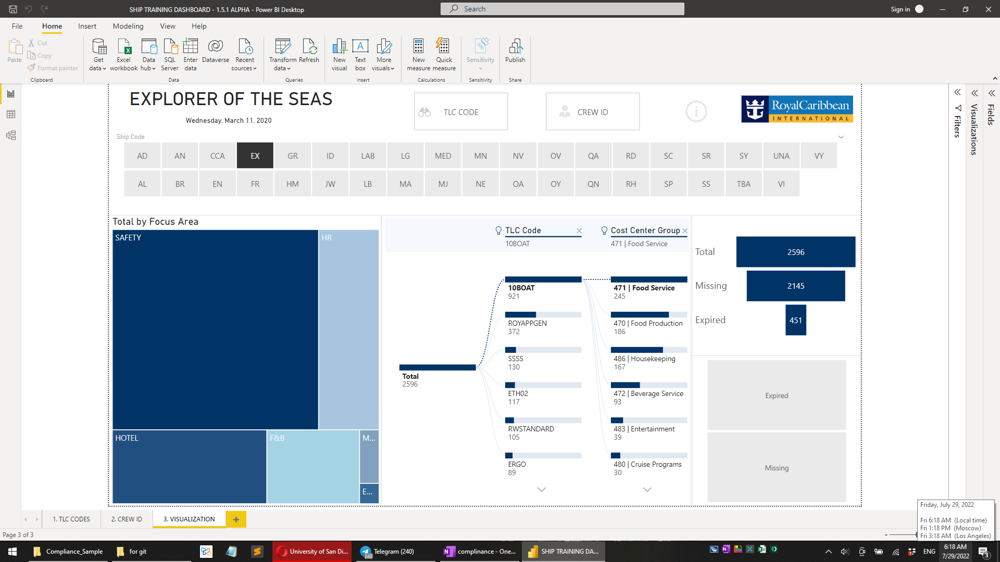 SHIP TRAINING DASHBOARD - 1.5.1 ALPHA - Power BI Desktop
Search
Sign in
File
Home
Insert
Modeling
View
Help
Paste
Cut
Copy
Format painter
Clipboard
Get data
Excel workbook
Data hub
SQL Server
Enter data
Dataverse
Recent sources
Data
Transform data
Refresh
Queries
New visual
Text box
More visuals
Insert
New measure
Quick measure
Calculations
Sensitivity
Sensitivity
Publish
Share
EXPLORER OF THE SEAS
Wednesday, March 11, 2020
TLC CODE
CREW ID
RoyalCaribbean
INTERNATIONAL
Filters
Visualizations
Fields
Ship Code
AD AN CCA EX GR ID LAB LG MED MN NV OV QA RD SC SR SY UNA VY
AL BR EN FR HM JW LB MA MJ NE OA OY QN RH SP SS TBA VI
Total by Focus Area
SAFETY
HR
HOTEL
F&B
M...
E...
TLC Code
10BOAT
Cost Center Group
471 | Food Service
Total
2596
10BOAT
921
ROYAPPGEN
372
SSSS
130
ETH02
117
RWSTANDARD
105
ERGO
89
471 | Food Service
245
470 | Food Production
186
486 | Housekeeping
167
472 | Beverage Service
93
483 | Entertainment
39
480 | Cruise Programs
30
Total 2596
Missing 2145
Expired 451
Expired
Missing
1. TLC CODES
2. CREW ID
3. VISUALIZATION
Page 3 of 3
Friday, July 29, 2022
Fri 6:18 AM (Local time)
Fri 1:18 PM (Moscow)
Fri 3:18 AM (Los Angeles)
Compliance_Sample
for git
University of San Di...
240
Telegram (240)
complinance - One...
SHIP TRAINING DA...
ENG
6:18 AM
7/29/2022
3